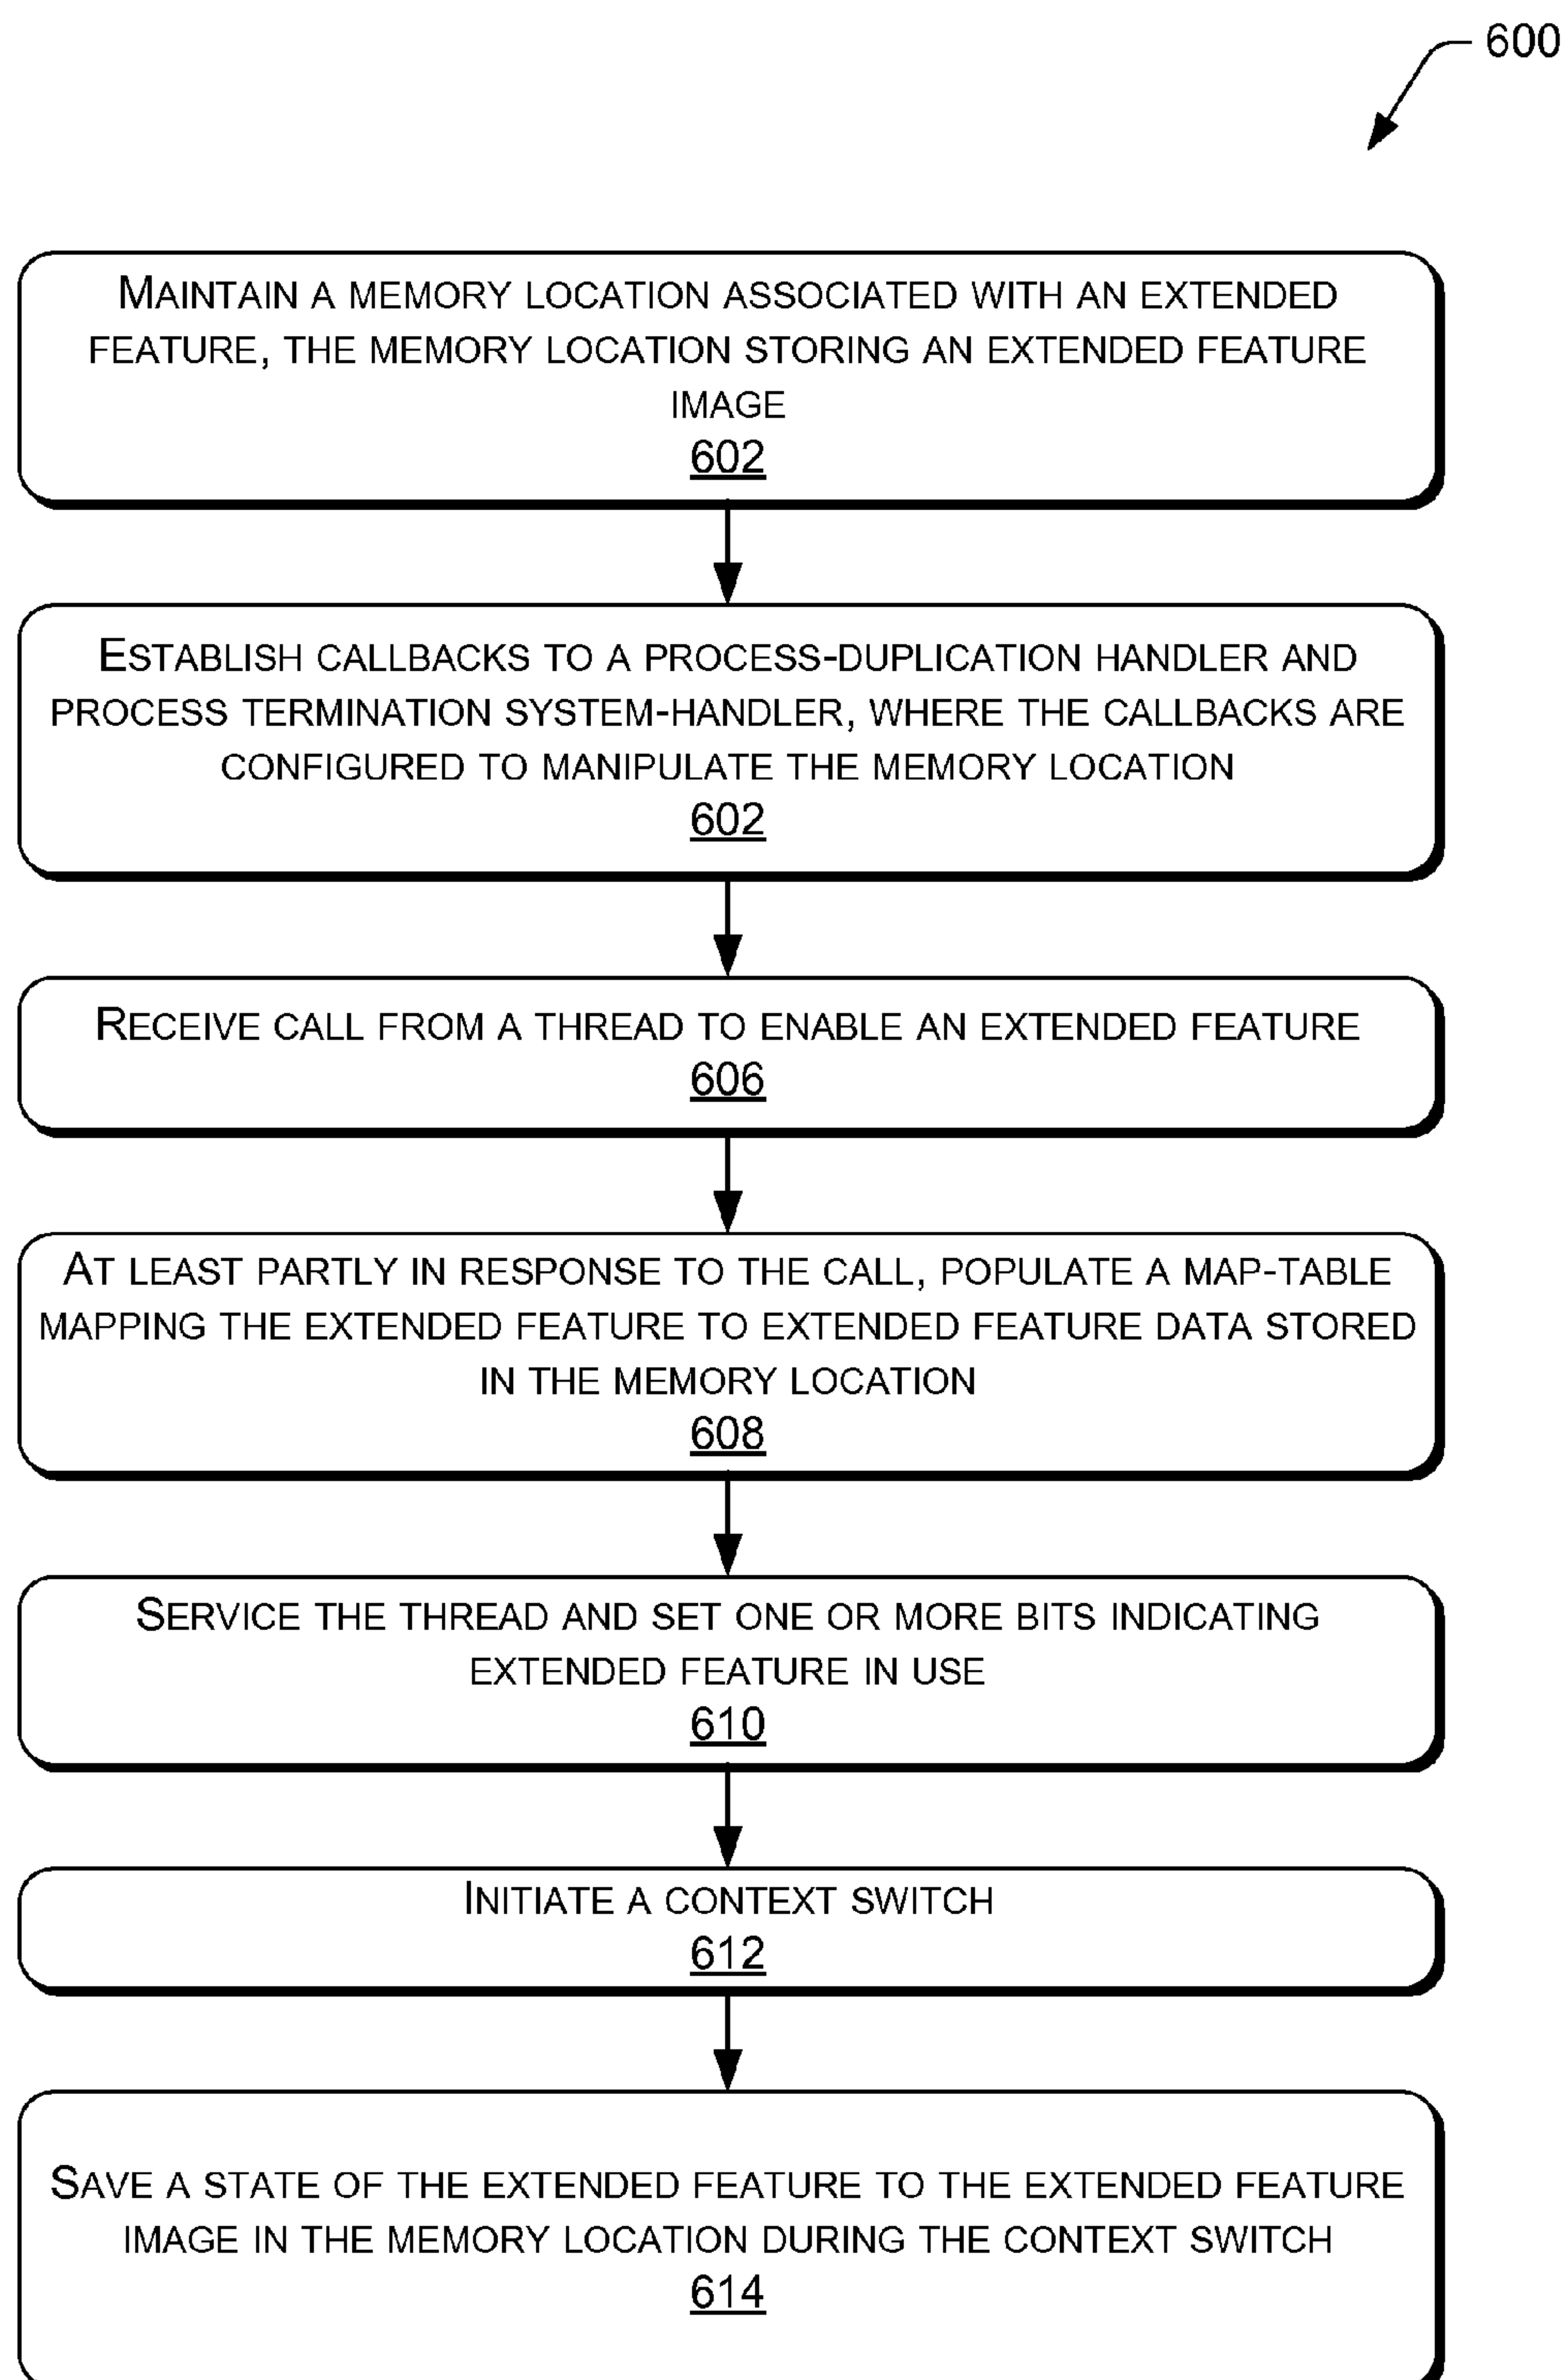 600
MAINTAIN A MEMORY LOCATION ASSOCIATED WITH AN EXTENDED
FEATURE, THE MEMORY LOCATION STORING AN EXTENDED FEATURE
IMAGE
602
ESTABLISH CALLBACKS TO A PROCESS-DUPLICATION HANDLER AND
PROCESS TERMINATION SYSTEM-HANDLER, WHERE THE CALLBACKS ARE
CONFIGURED TO MANIPULATE THE MEMORY LOCATION
602
RECEIVE CALL FROM A THREAD TO ENABLE AN EXTENDED FEATURE
606
AT LEAST PARTLY IN RESPONSE TO THE CALL, POPULATE A MAP-TABLE
MAPPING THE EXTENDED FEATURE TO EXTENDED FEATURE DATA STORED
IN THE MEMORY LOCATION
608
SERVICE THE THREAD AND SET ONE OR MORE BITS INDICATING
EXTENDED FEATURE IN USE
610
INITIATE A CONTEXT SWITCH
612
SAVE A STATE OF THE EXTENDED FEATURE TO THE EXTENDED FEATURE
IMAGE IN THE MEMORY LOCATION DURING THE CONTEXT SWITCH
614